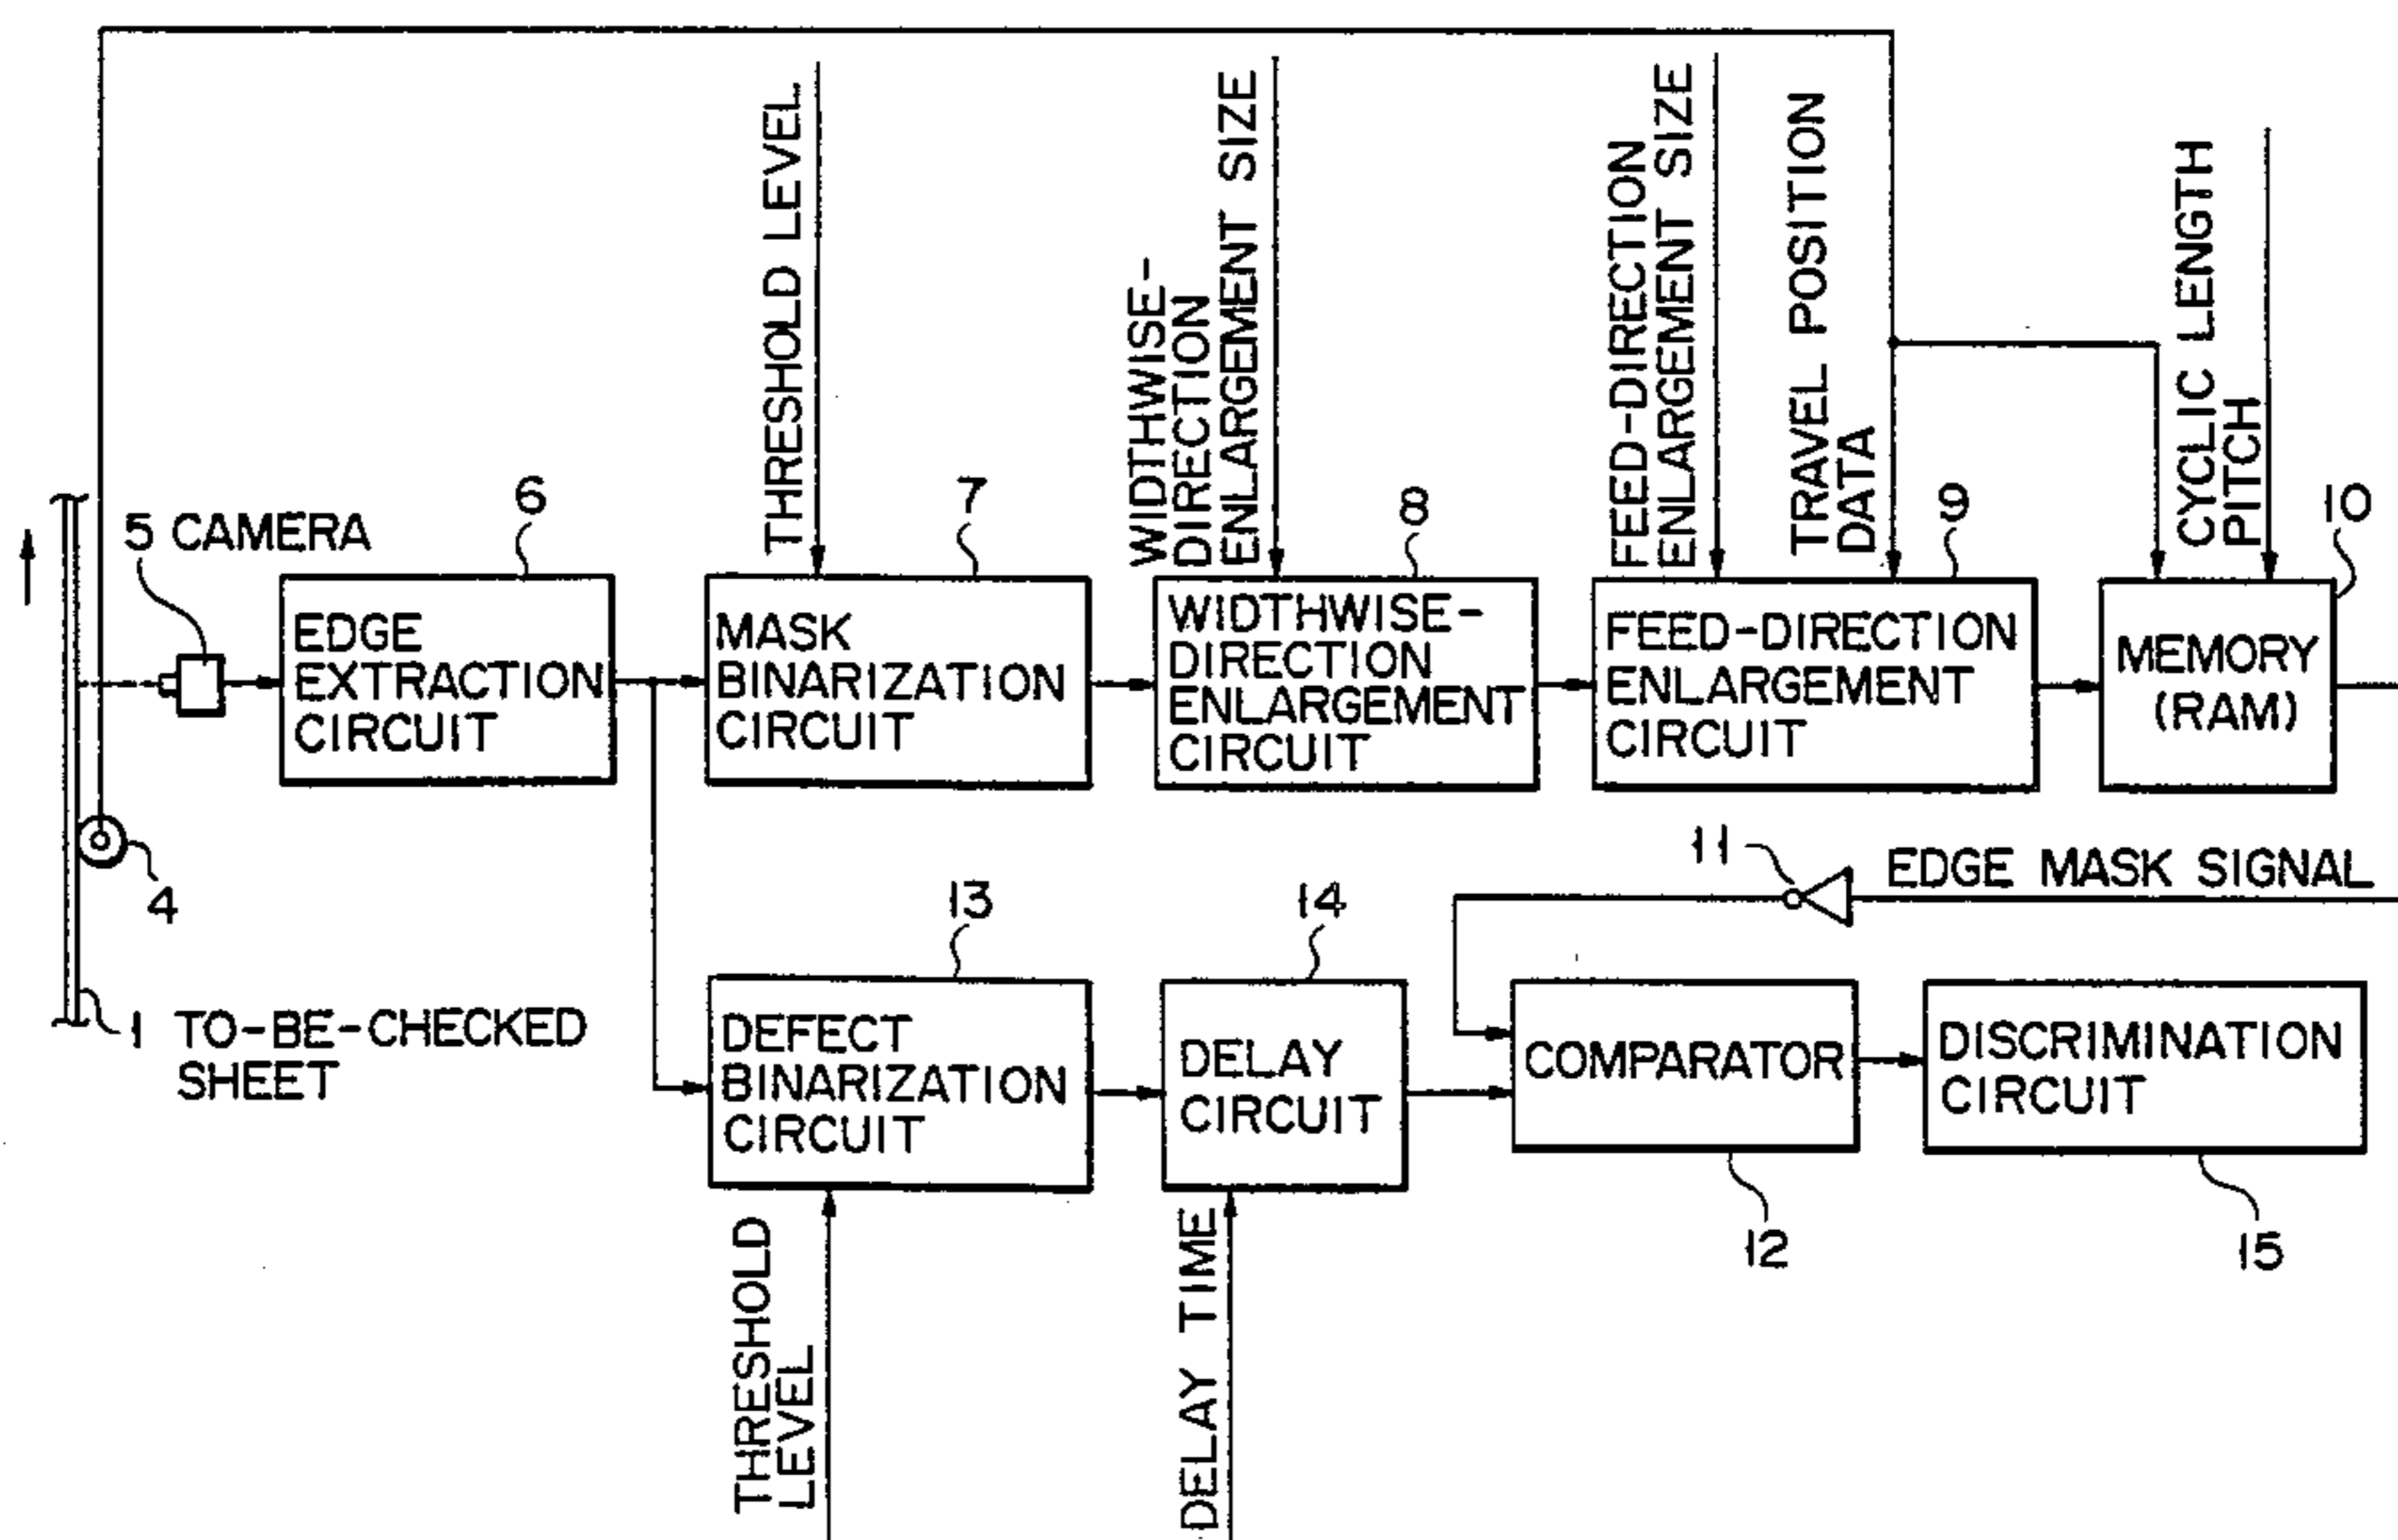 THRESHOLD LEVEL
WIDTHWISE-
DIRECTION
ENLARGEMENT SIZE
FEED-DIRECTION
ENLARGEMENT SIZE
TRAVEL POSITION
DATA
CYCLIC LENGTH
PITCH
5 CAMERA
6
7
8
9
10
EDGE
EXTRACTION
CIRCUIT
MASK
BINARIZATION
CIRCUIT
WIDTHWISE-
DIRECTION
ENLARGEMENT
CIRCUIT
FEED-DIRECTION
ENLARGEMENT
CIRCUIT
MEMORY
(RAM)
4
11
EDGE MASK SIGNAL
13
14
1 TO-BE-CHECKED
SHEET
DEFECT
BINARIZATION
CIRCUIT
DELAY
CIRCUIT
COMPARATOR
DISCRIMINATION
CIRCUIT
12
15
THRESHOLD
LEVEL
DELAY TIME